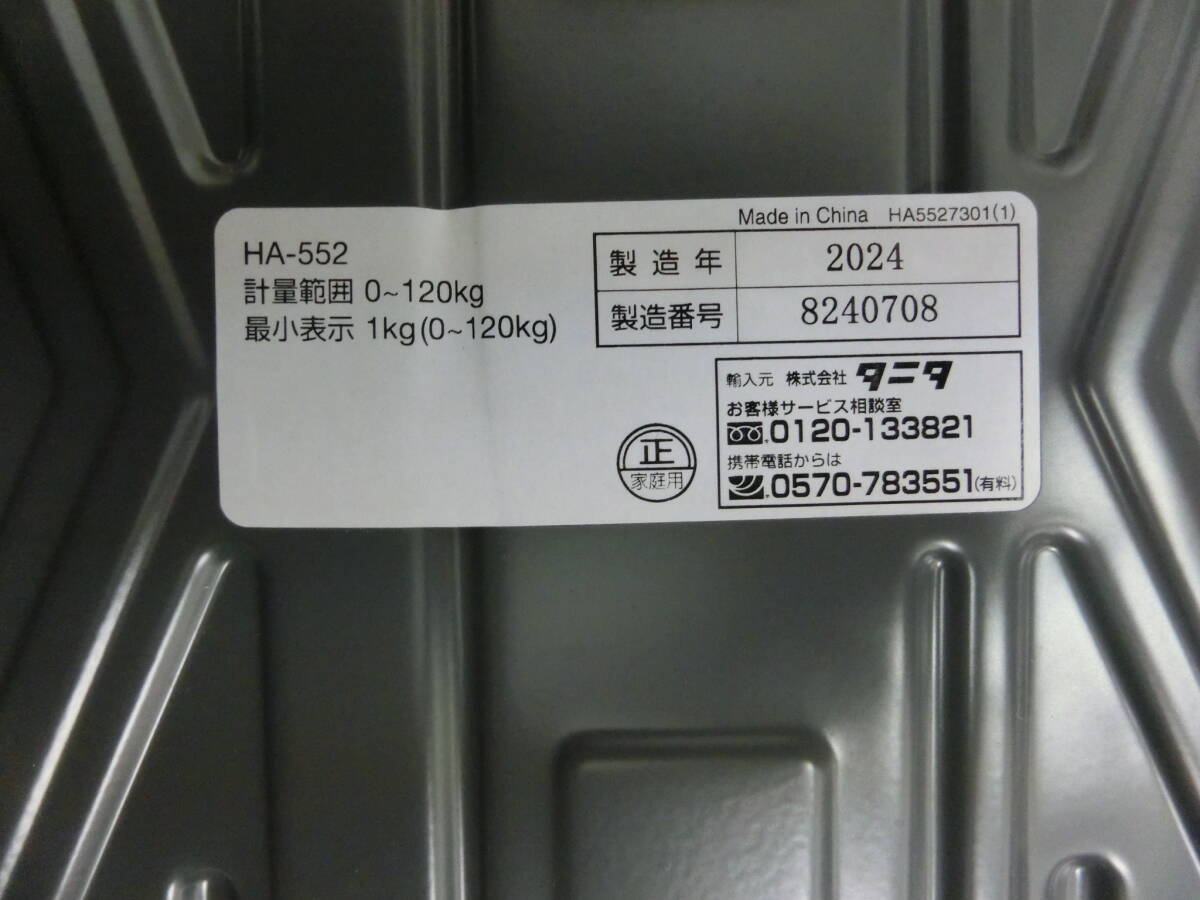 Made in China HA5527301(1)
HA-552
計量範囲 0~120kg
最小表示 1kg(0~120kg)
製造年 2024
製造番号 8240708
正
家庭用
輸入元 株式会社 タニタ
お客様サービス相談室
0120-133821
携帯電話からは
0570-783551(有料)